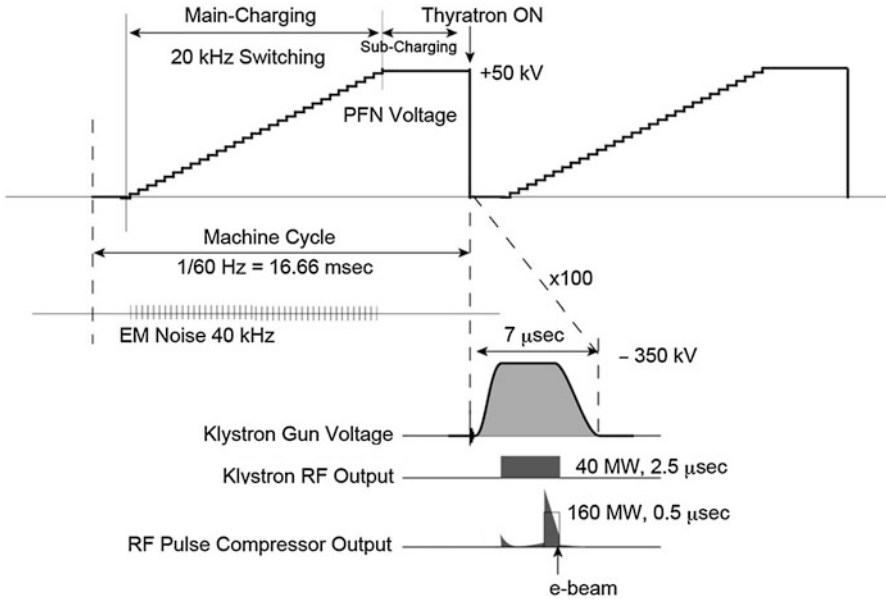 Main-Charging
Thyratron ON
Sub-Charging
20 kHz Switching
+50 kV
PFN Voltage
Machine Cycle
1/60 Hz = 16.66 msec
x100
EM Noise 40 kHz
7 μsec
– 350 kV
Klystron Gun Voltage
Klystron RF Output
40 MW, 2.5 μsec
160 MW, 0.5 μsec
RF Pulse Compressor Output
e-beam